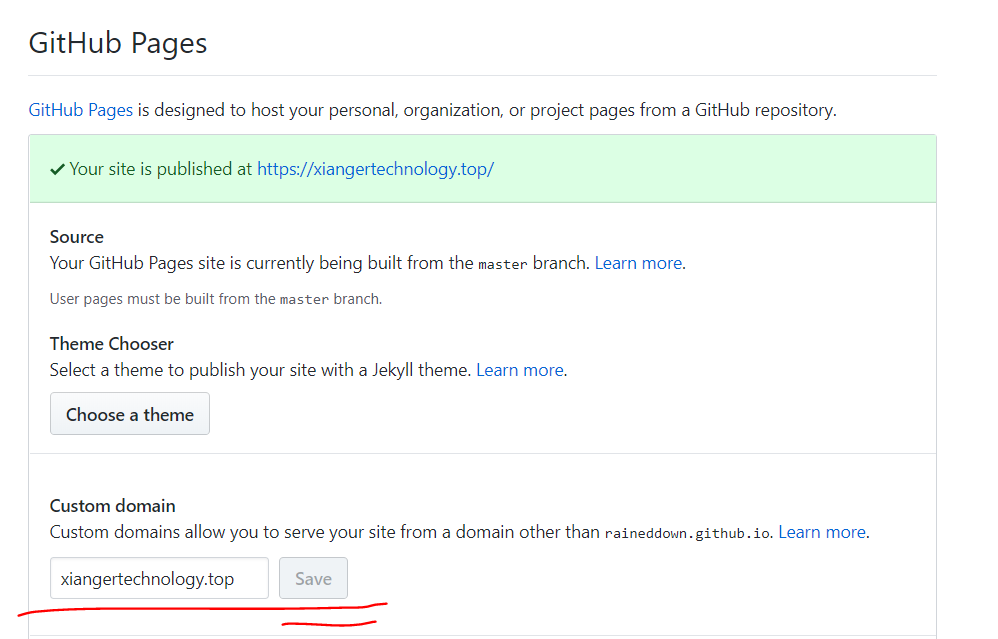 GitHub Pages
GitHub Pages is designed to host your personal, organization, or project pages from a GitHub repository.
Your site is published at https://xiangertechnology.top/
Source
Your GitHub Pages site is currently being built from the master branch. Learn more.
User pages must be built from the master branch.
Theme Chooser
Select a theme to publish your site with a Jekyll theme. Learn more.
Choose a theme
Custom domain
Custom domains allow you to serve your site from a domain other than raineddown.github.io. Learn more.
xiangertechnology.top Save